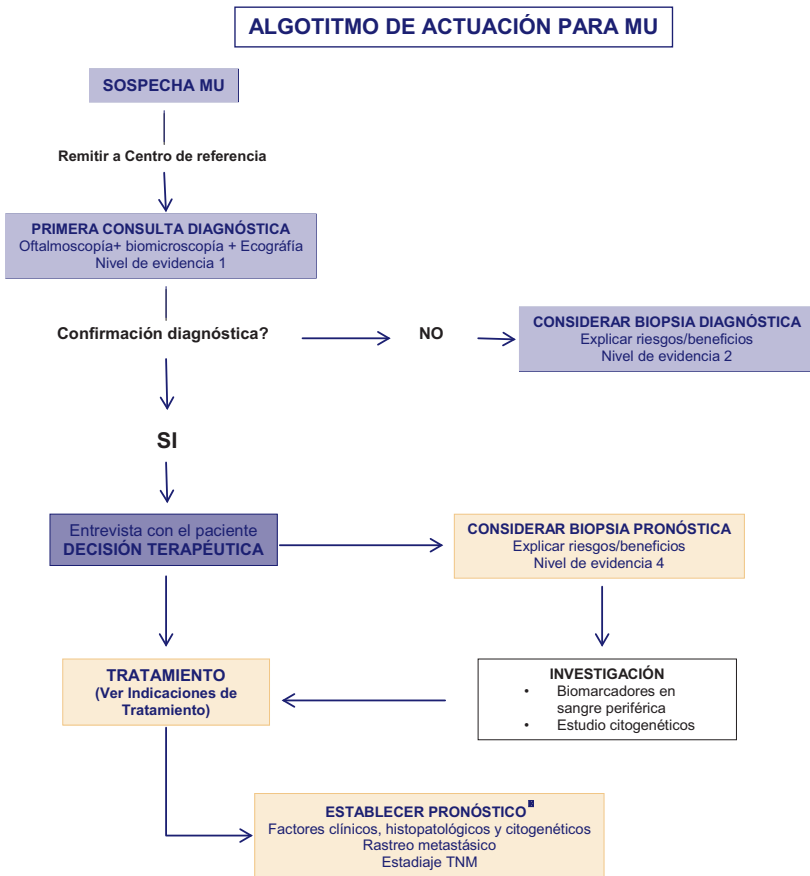 ALGOTITMO DE ACTUACIÓN PARA MU
SOSPECHA MU
Remitir a Centro de referencia
PRIMERA CONSULTA DIAGNÓSTICA
Oftalmoscopía+ biomicroscopía + Ecográfía
Nivel de evidencia 1
Confirmación diagnóstica?
NO
CONSIDERAR BIOPSIA DIAGNÓSTICA
Explicar riesgos/beneficios
Nivel de evidencia 2
SI
Entrevista con el paciente
DECISIÓN TERAPÉUTICA
CONSIDERAR BIOPSIA PRONÓSTICA
Explicar riesgos/beneficios
Nivel de evidencia 4
TRATAMIENTO
(Ver Indicaciones de
Tratamiento)
INVESTIGACIÓN
• Biomarcadores en
sangre periférica
• Estudio citogenéticos
ESTABLECER PRONÓSTICO
Factores clínicos, histopatológicos y citogenéticos
Rastreo metastásico
Estadiaje TNM